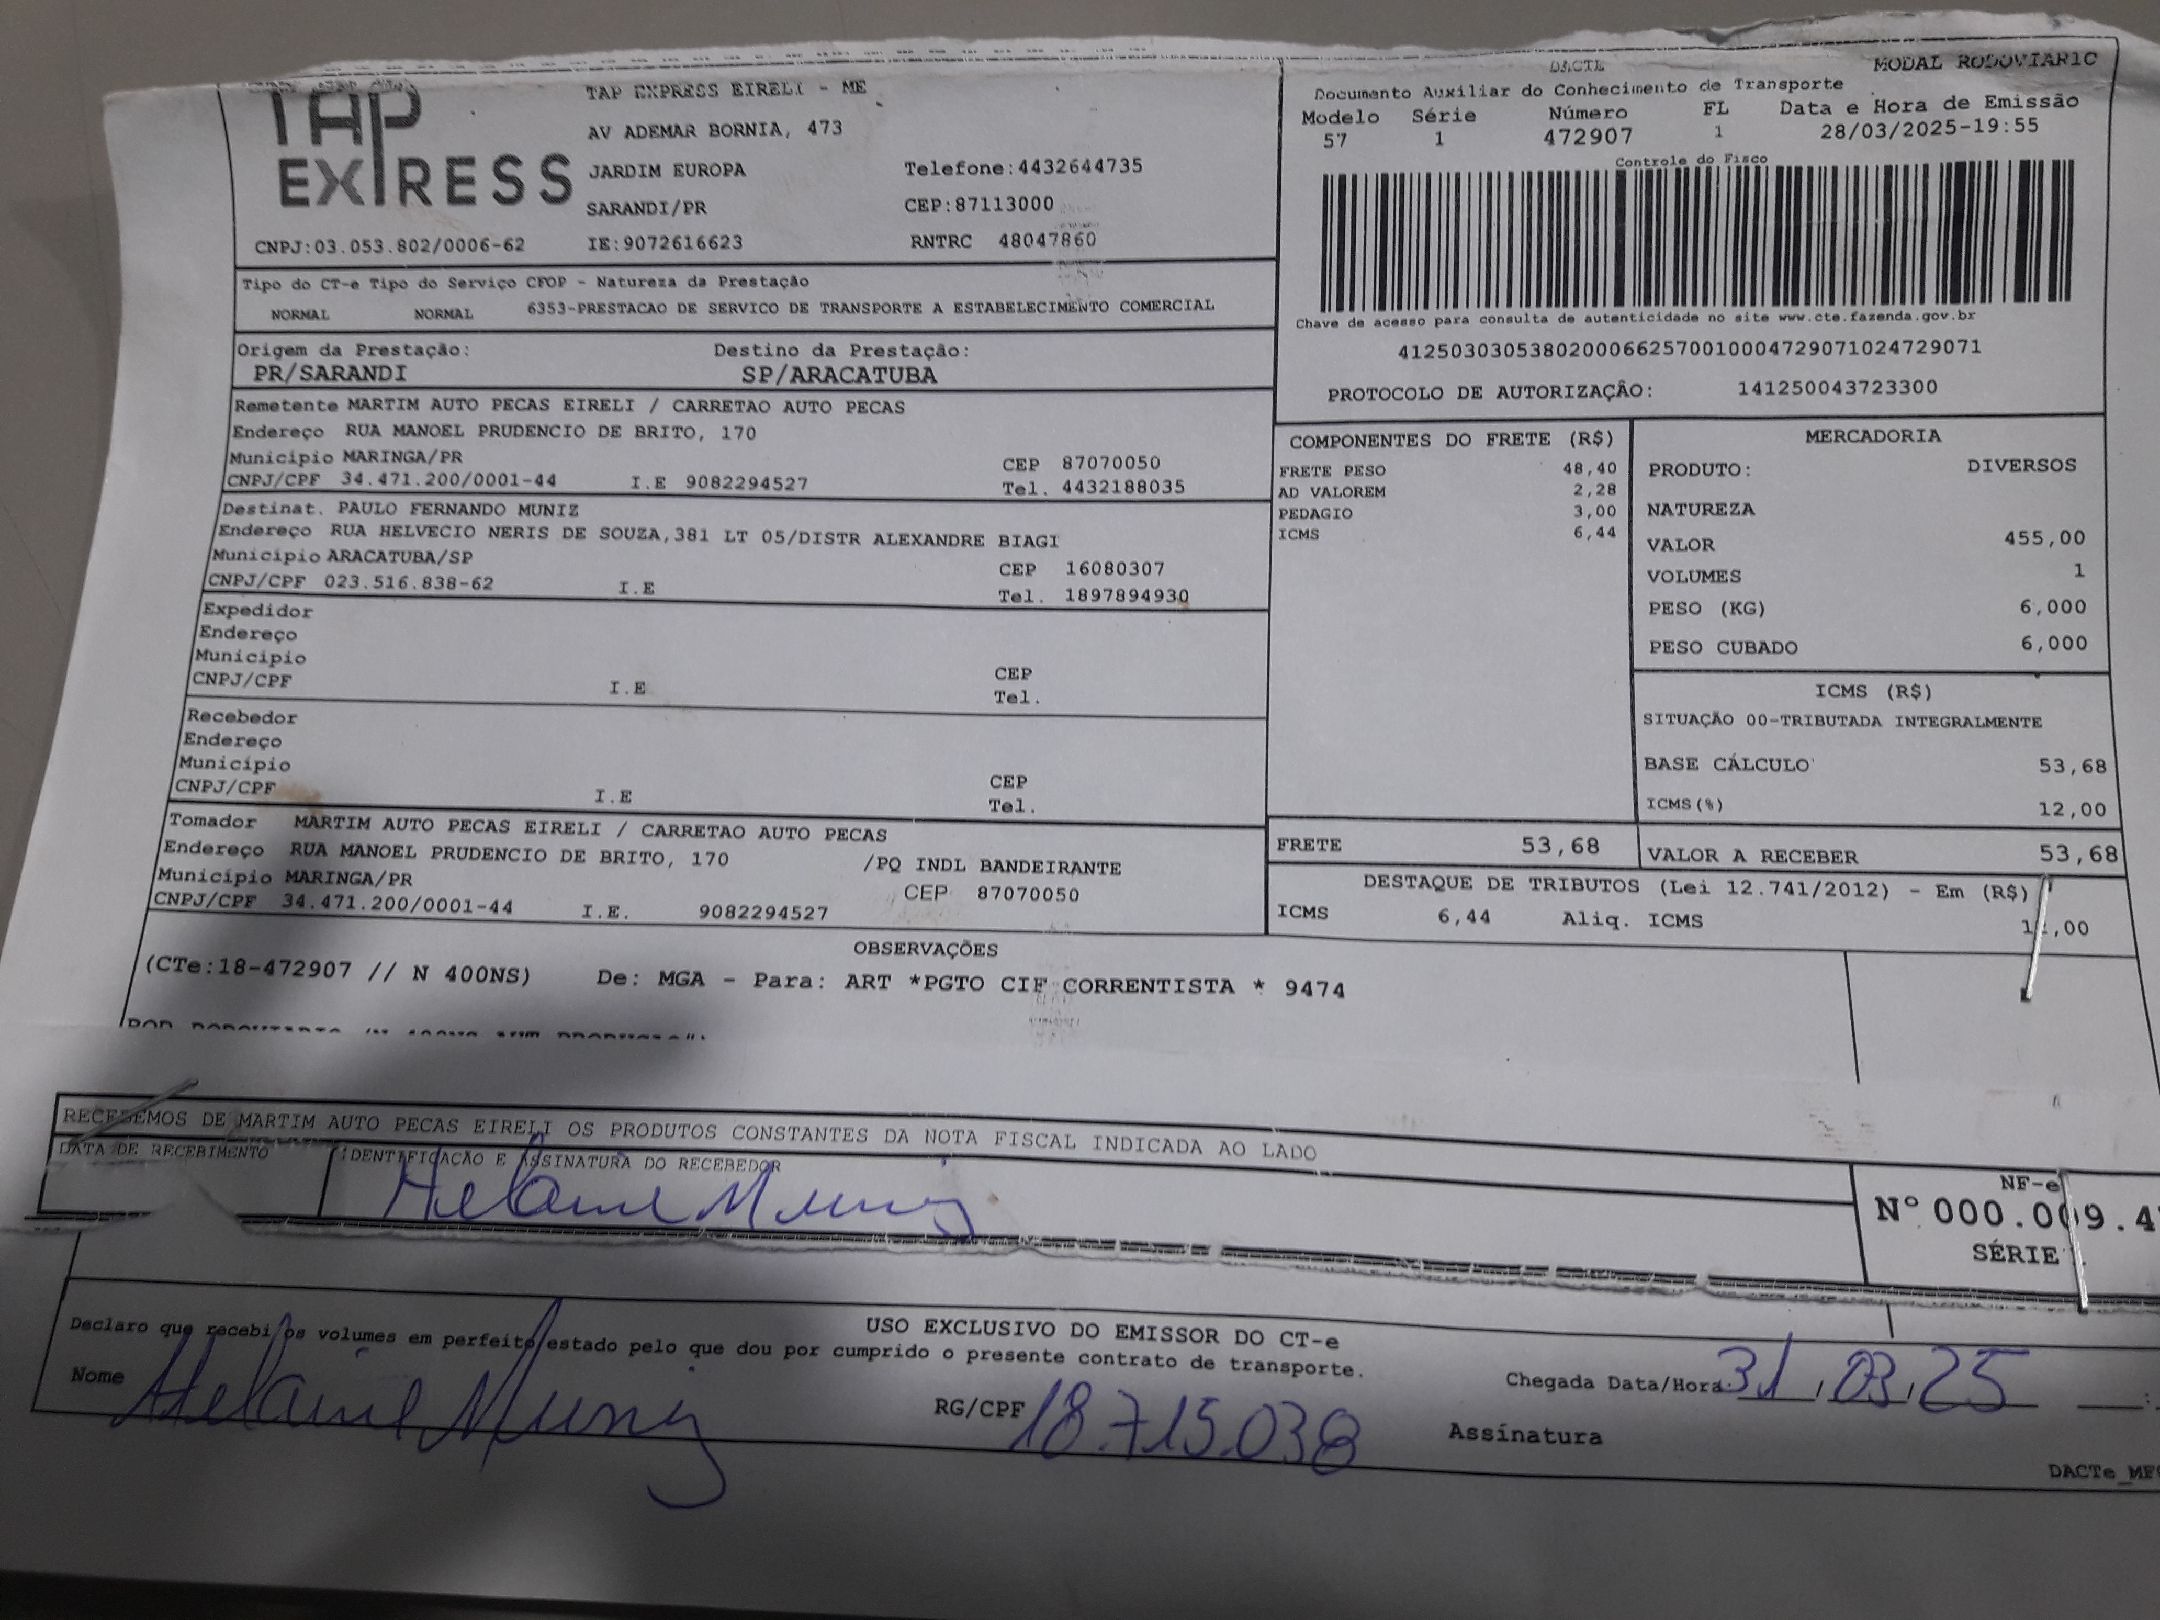 TAP EXPRESS
TAP EXPRESS EIRELI - ME
AV ADEMAR BORNIA, 473
JARDIM EUROPA Telefone:4432644735
SARANDI/PR CEP:87113000
CNPJ:03.053.802/0006-62 IE:9072616623 RNTRC 48047860
DACTE MODAL RODOVIARIO
Documento Auxiliar do Conhecimento de Transporte
Modelo Série Número FL Data e Hora de Emissão
57 1 472907 1 28/03/2025-19:55
Controle do Fisco
Chave de acesso para consulta de autenticidade no site www.cte.fazenda.gov.br
41250303053802000662570010004729071024729071
PROTOCOLO DE AUTORIZAÇÃO: 141250043723300
Tipo do CT-e Tipo do Serviço CFOP - Natureza da Prestação
NORMAL NORMAL 6353-PRESTACAO DE SERVICO DE TRANSPORTE A ESTABELECIMENTO COMERCIAL
Origem da Prestação: Destino da Prestação:
PR/SARANDI SP/ARACATUBA
Remetente MARTIM AUTO PECAS EIRELI / CARRETAO AUTO PECAS
Endereço RUA MANOEL PRUDENCIO DE BRITO, 170
Município MARINGA/PR CEP 87070050
CNPJ/CPF 34.471.200/0001-44 I.E 9082294527 Tel. 4432188035
Destinat. PAULO FERNANDO MUNIZ
Endereço RUA HELVECIO NERIS DE SOUZA,381 LT 05/DISTR ALEXANDRE BIAGI
Município ARACATUBA/SP CEP 16080307
CNPJ/CPF 023.516.838-62 I.E Tel. 1897894930
Expedidor
Endereço
Município CEP
CNPJ/CPF I.E Tel.
Recebedor
Endereço
Município CEP
CNPJ/CPF I.E Tel.
Tomador MARTIM AUTO PECAS EIRELI / CARRETAO AUTO PECAS
Endereço RUA MANOEL PRUDENCIO DE BRITO, 170 /PQ INDL BANDEIRANTE
Município MARINGA/PR CEP 87070050
CNPJ/CPF 34.471.200/0001-44 I.E. 9082294527
COMPONENTES DO FRETE (R$)
FRETE PESO 48,40
AD VALOREM 2,28
PEDAGIO 3,00
ICMS 6,44
FRETE 53,68
MERCADORIA
PRODUTO: DIVERSOS
NATUREZA
VALOR 455,00
VOLUMES 1
PESO (KG) 6,000
PESO CUBADO 6,000
ICMS (R$)
SITUAÇÃO 00-TRIBUTADA INTEGRALMENTE
BASE CÁLCULO 53,68
ICMS(%) 12,00
VALOR A RECEBER 53,68
DESTAQUE DE TRIBUTOS (Lei 12.741/2012) - Em (R$)
ICMS 6,44 Aliq. ICMS
OBSERVAÇÕES
(CTe:18-472907 // N 400NS) De: MGA - Para: ART *PGTO CIF CORRENTISTA * 9474
RECEBEMOS DE MARTIM AUTO PECAS EIRELI OS PRODUTOS CONSTANTES DA NOTA FISCAL INDICADA AO LADO
DATA DE RECEBIMENTO IDENTIFICAÇÃO E ASSINATURA DO RECEBEDOR
Helaine Muniz
NF-e
Nº 000.009.4
SÉRIE
USO EXCLUSIVO DO EMISSOR DO CT-e
Declaro que recebi os volumes em perfeito estado pelo que dou por cumprido o presente contrato de transporte.
Nome Helaine Muniz RG/CPF 18.715.038 Chegada Data/Hora 31/03/25
Assinatura
DACTe_ME